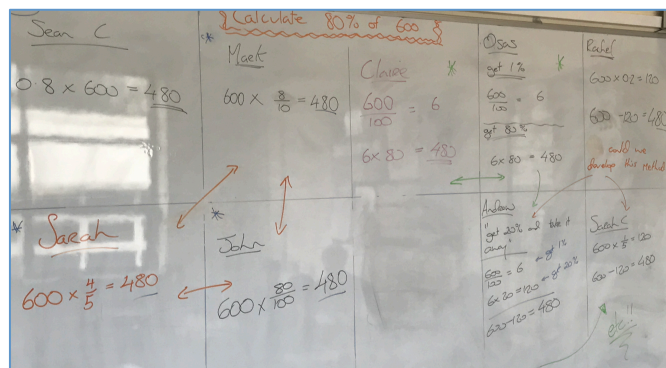 Calculate 80% of 600
Sean C
0.8 × 600 = 480
*
Mark
600 × 8/10 = 480
Claire
*
600/100 = 6
6 × 80 = 480
get 1%
*
600/100 = 6
get 80%
6 × 80 = 480
Rachel
600 × 0.2 = 120
600 - 120 = 480
could we
develop this method
*
Sarah
600 × 4/5 = 480
*
John
600 × 80/100 = 480
Andrew
"get 20% and take it
away"
600/100 = 6 ← get 1%
6 × 20 = 120 ← get 20%
600 - 120 = 480
Sarah C
600 × 1/5 = 120
600 - 120 = 480
etc!!